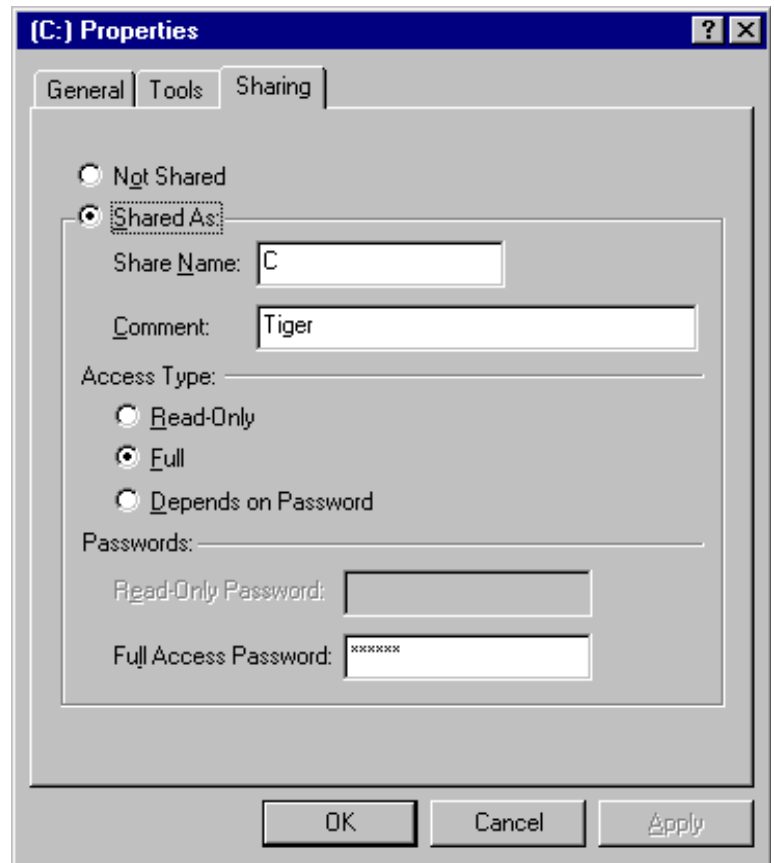 (C:) Properties
General Tools Sharing
Not Shared
Shared As:
Share Name: C
Comment: Tiger
Access Type:
Read-Only
Full
Depends on Password
Passwords:
Read-Only Password:
Full Access Password: ******
OK Cancel Apply